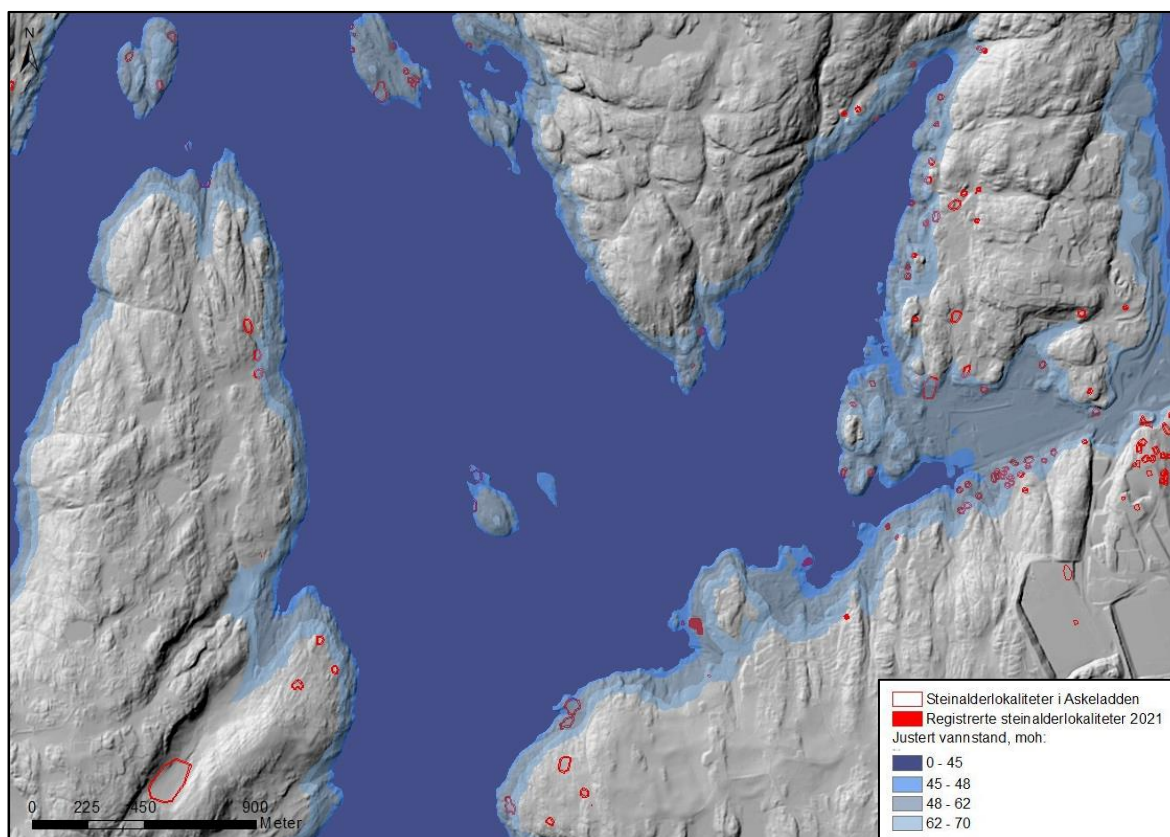 N
Steinalderlokaliteter i Askeladden
Registrerte steinalderlokaliteter 2021
Justert vannstand, moh:
0 - 45
45 - 48
48 - 62
62 - 70
0 225 450 900
Meter